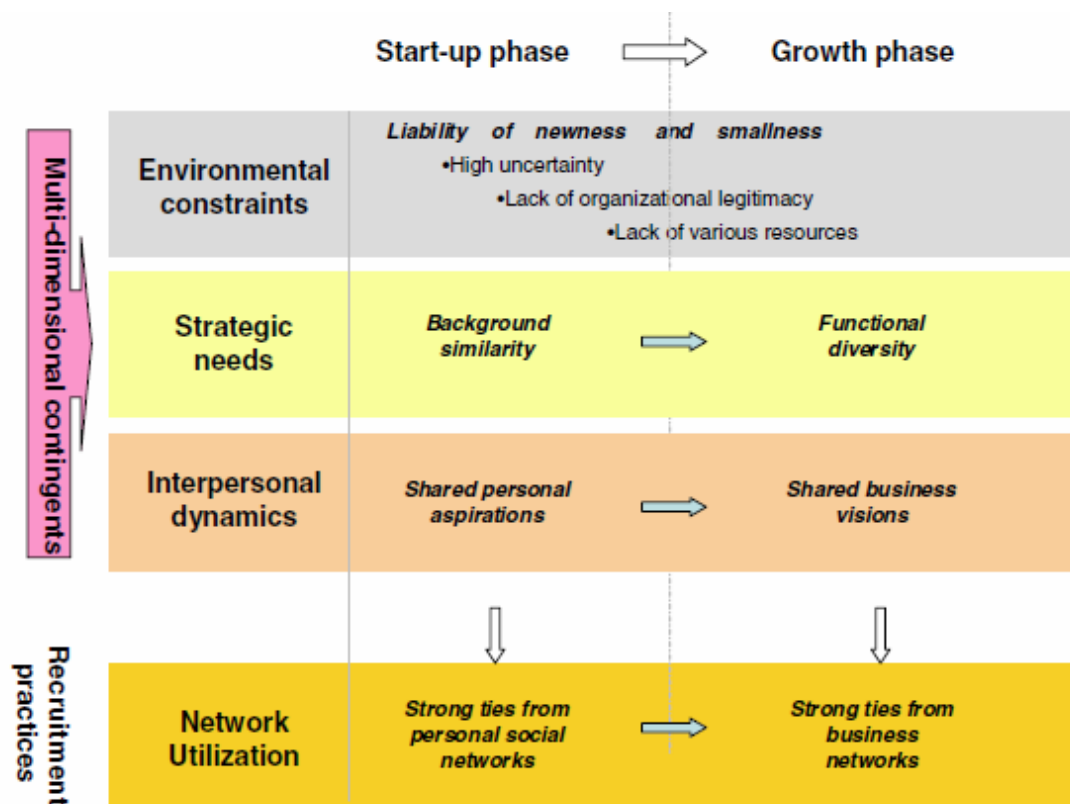 Start-up phase
Growth phase
Multi-dimensional contingents
Environmental
constraints
Liability of newness and smallness
•High uncertainty
•Lack of organizational legitimacy
•Lack of various resources
Strategic
needs
Background
similarity
Functional
diversity
Interpersonal
dynamics
Shared personal
aspirations
Shared business
visions
Recruitment
practices
Network
Utilization
Strong ties from
personal social
networks
Strong ties from
business
networks